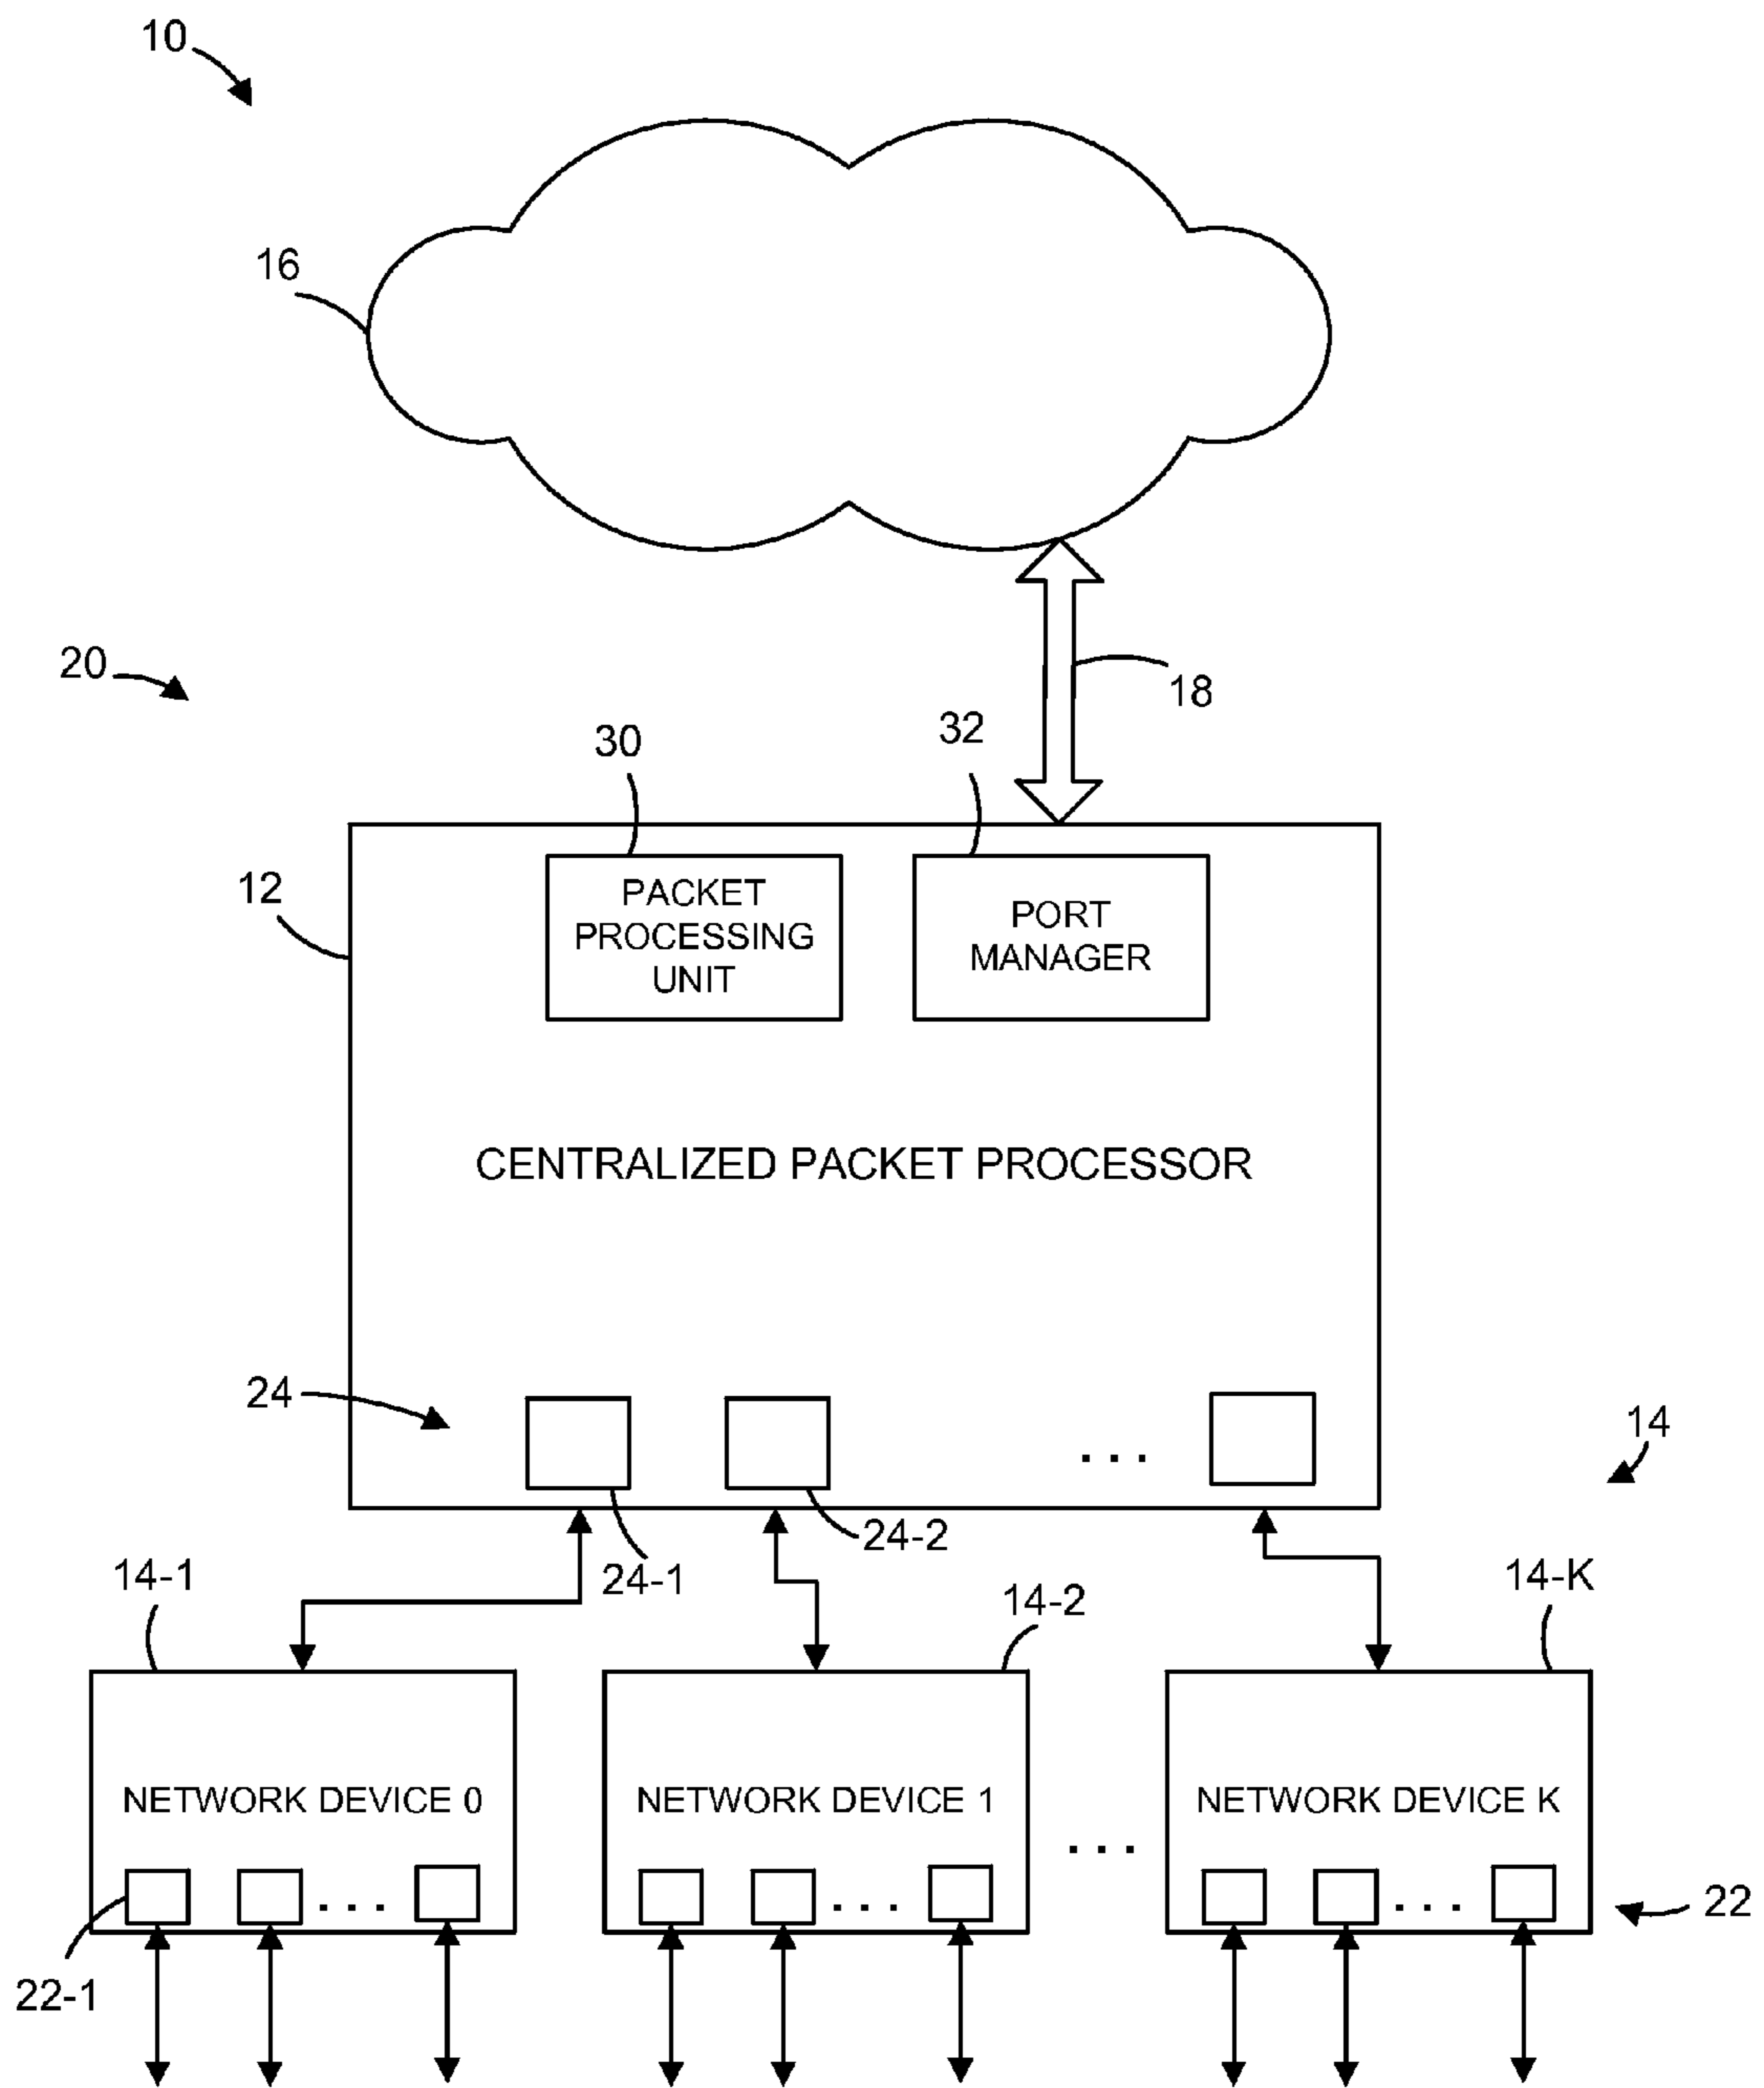 10
16
18
20
30
32
12
PACKET
PROCESSING
UNIT
PORT
MANAGER
CENTRALIZED PACKET PROCESSOR
24
. . .
14
24-1
24-2
14-1
14-2
14-K
NETWORK DEVICE 0
NETWORK DEVICE 1
NETWORK DEVICE K
. . .
. . .
. . .
. . .
22
22-1